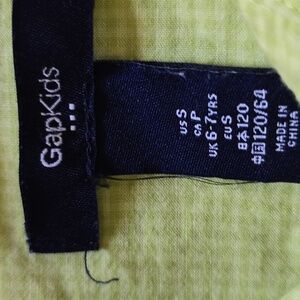 GapKids
US S
CA P
UK 6-7YRS
EU S
日本120
中国120/64
MADE IN
CHINA